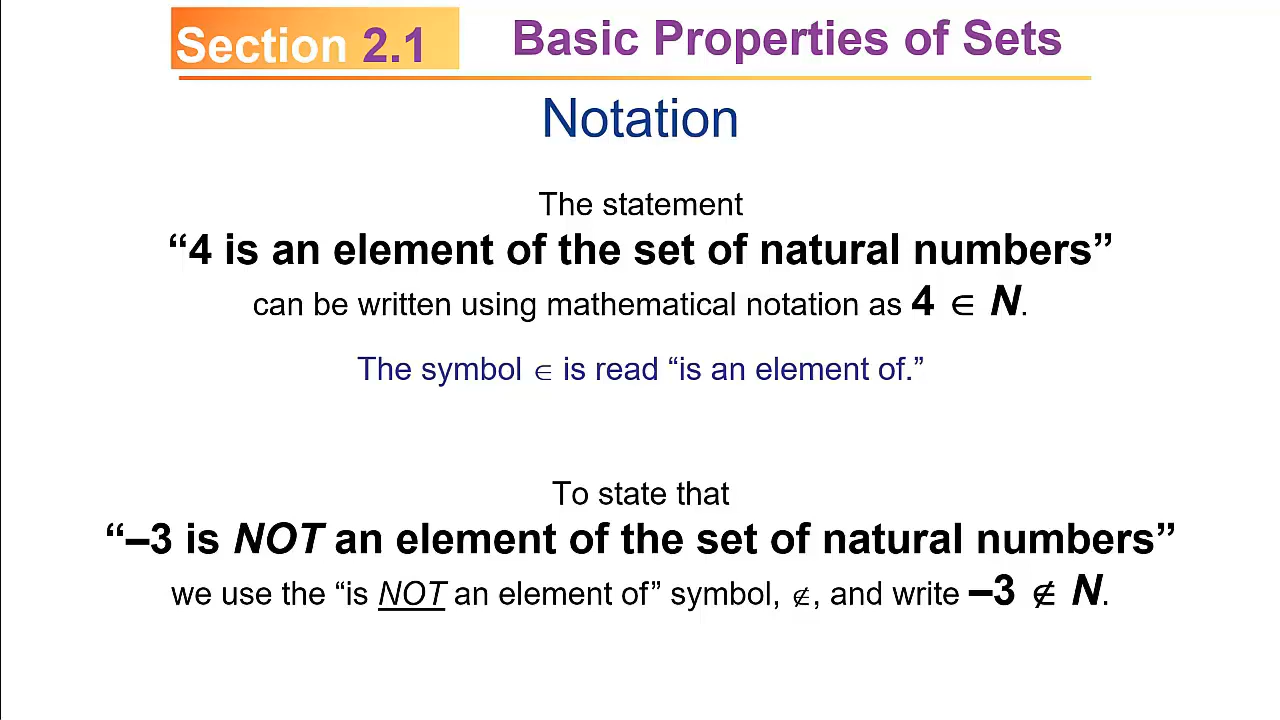 Section 2.1
Basic Properties of Sets
Notation
The statement
“4 is an element of the set of natural numbers”
can be written using mathematical notation as 4 ∈ N.
The symbol ∈ is read “is an element of.”
To state that
“–3 is NOT an element of the set of natural numbers”
we use the “is NOT an element of” symbol, ∉, and write –3 ∉ N.